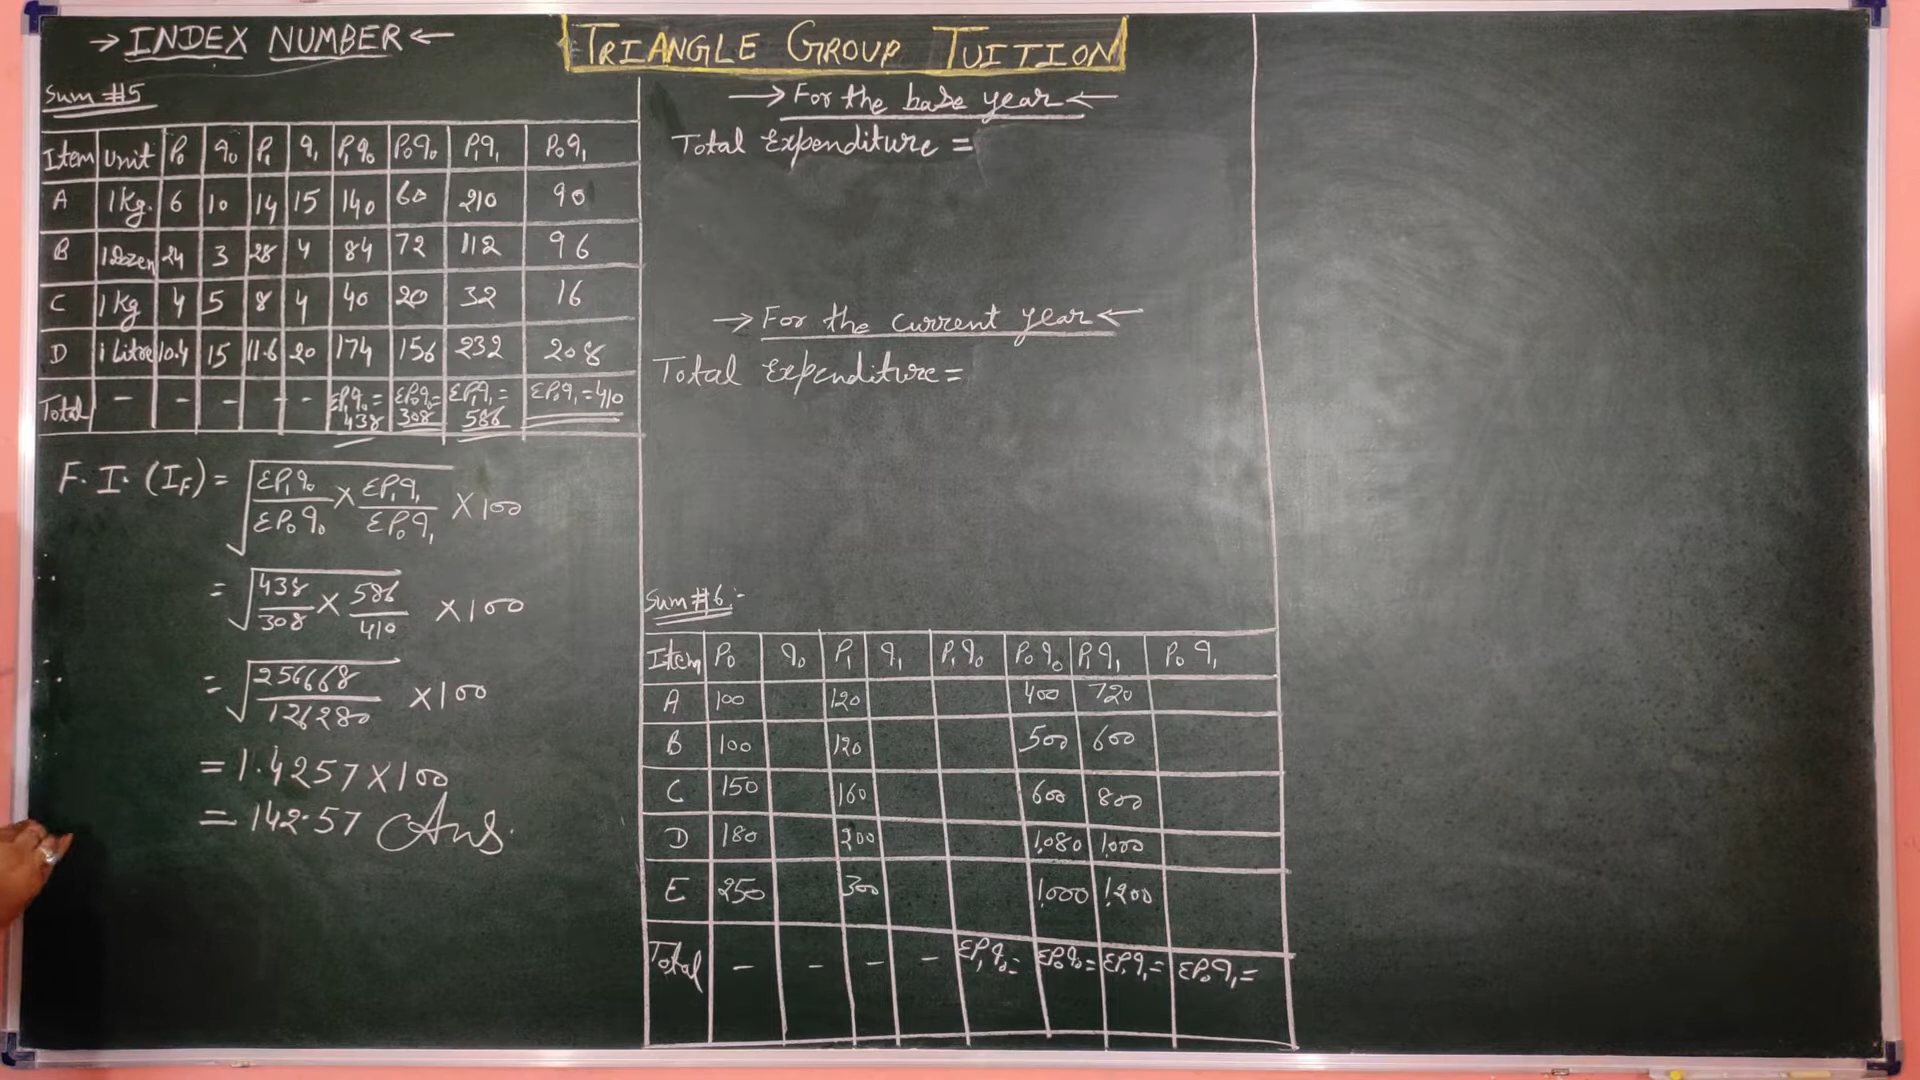 → INDEX NUMBER ←
TRIANGLE GROUP TUITION
Sum #5
Item Unit P₀ q₀ P₁ q₁ P₁q₀ P₀q₀ P₁q₁ P₀q₁
A 1Kg. 6 10 14 15 140 60 210 90
B 1 Dozen 24 3 28 4 84 72 112 96
C 1 Kg 4 5 8 4 40 20 32 16
D 1 Litre 10.4 15 11.6 20 174 156 232 208
Total - - - - - ΣP₁q₀= 438 ΣP₀q₀= 308 ΣP₁q₁= 586 ΣP₀q₁=410
F.I. (I_F) = √(ΣP₁q₀/ΣP₀q₀ × ΣP₁q₁/ΣP₀q₁) × 100
= √(438/308 × 586/410) × 100
= √(256668/126280) ×100
= 1.4257×100
= 142.57 Ans.
→ For the base year ←
Total Expenditure =
→ For the current year ←
Total Expenditure =
Sum #6:-
Item P₀ q₀ P₁ q₁ P₁q₀ P₀q₀ P₁q₁ P₀q₁
A 100 120 400 720
B 100 120 500 600
C 150 160 600 800
D 180 200 1,080 1,000
E 250 300 1,000 1,200
Total - - - - ΣP₁q₀= ΣP₀q₀= ΣP₁q₁= ΣP₀q₁=